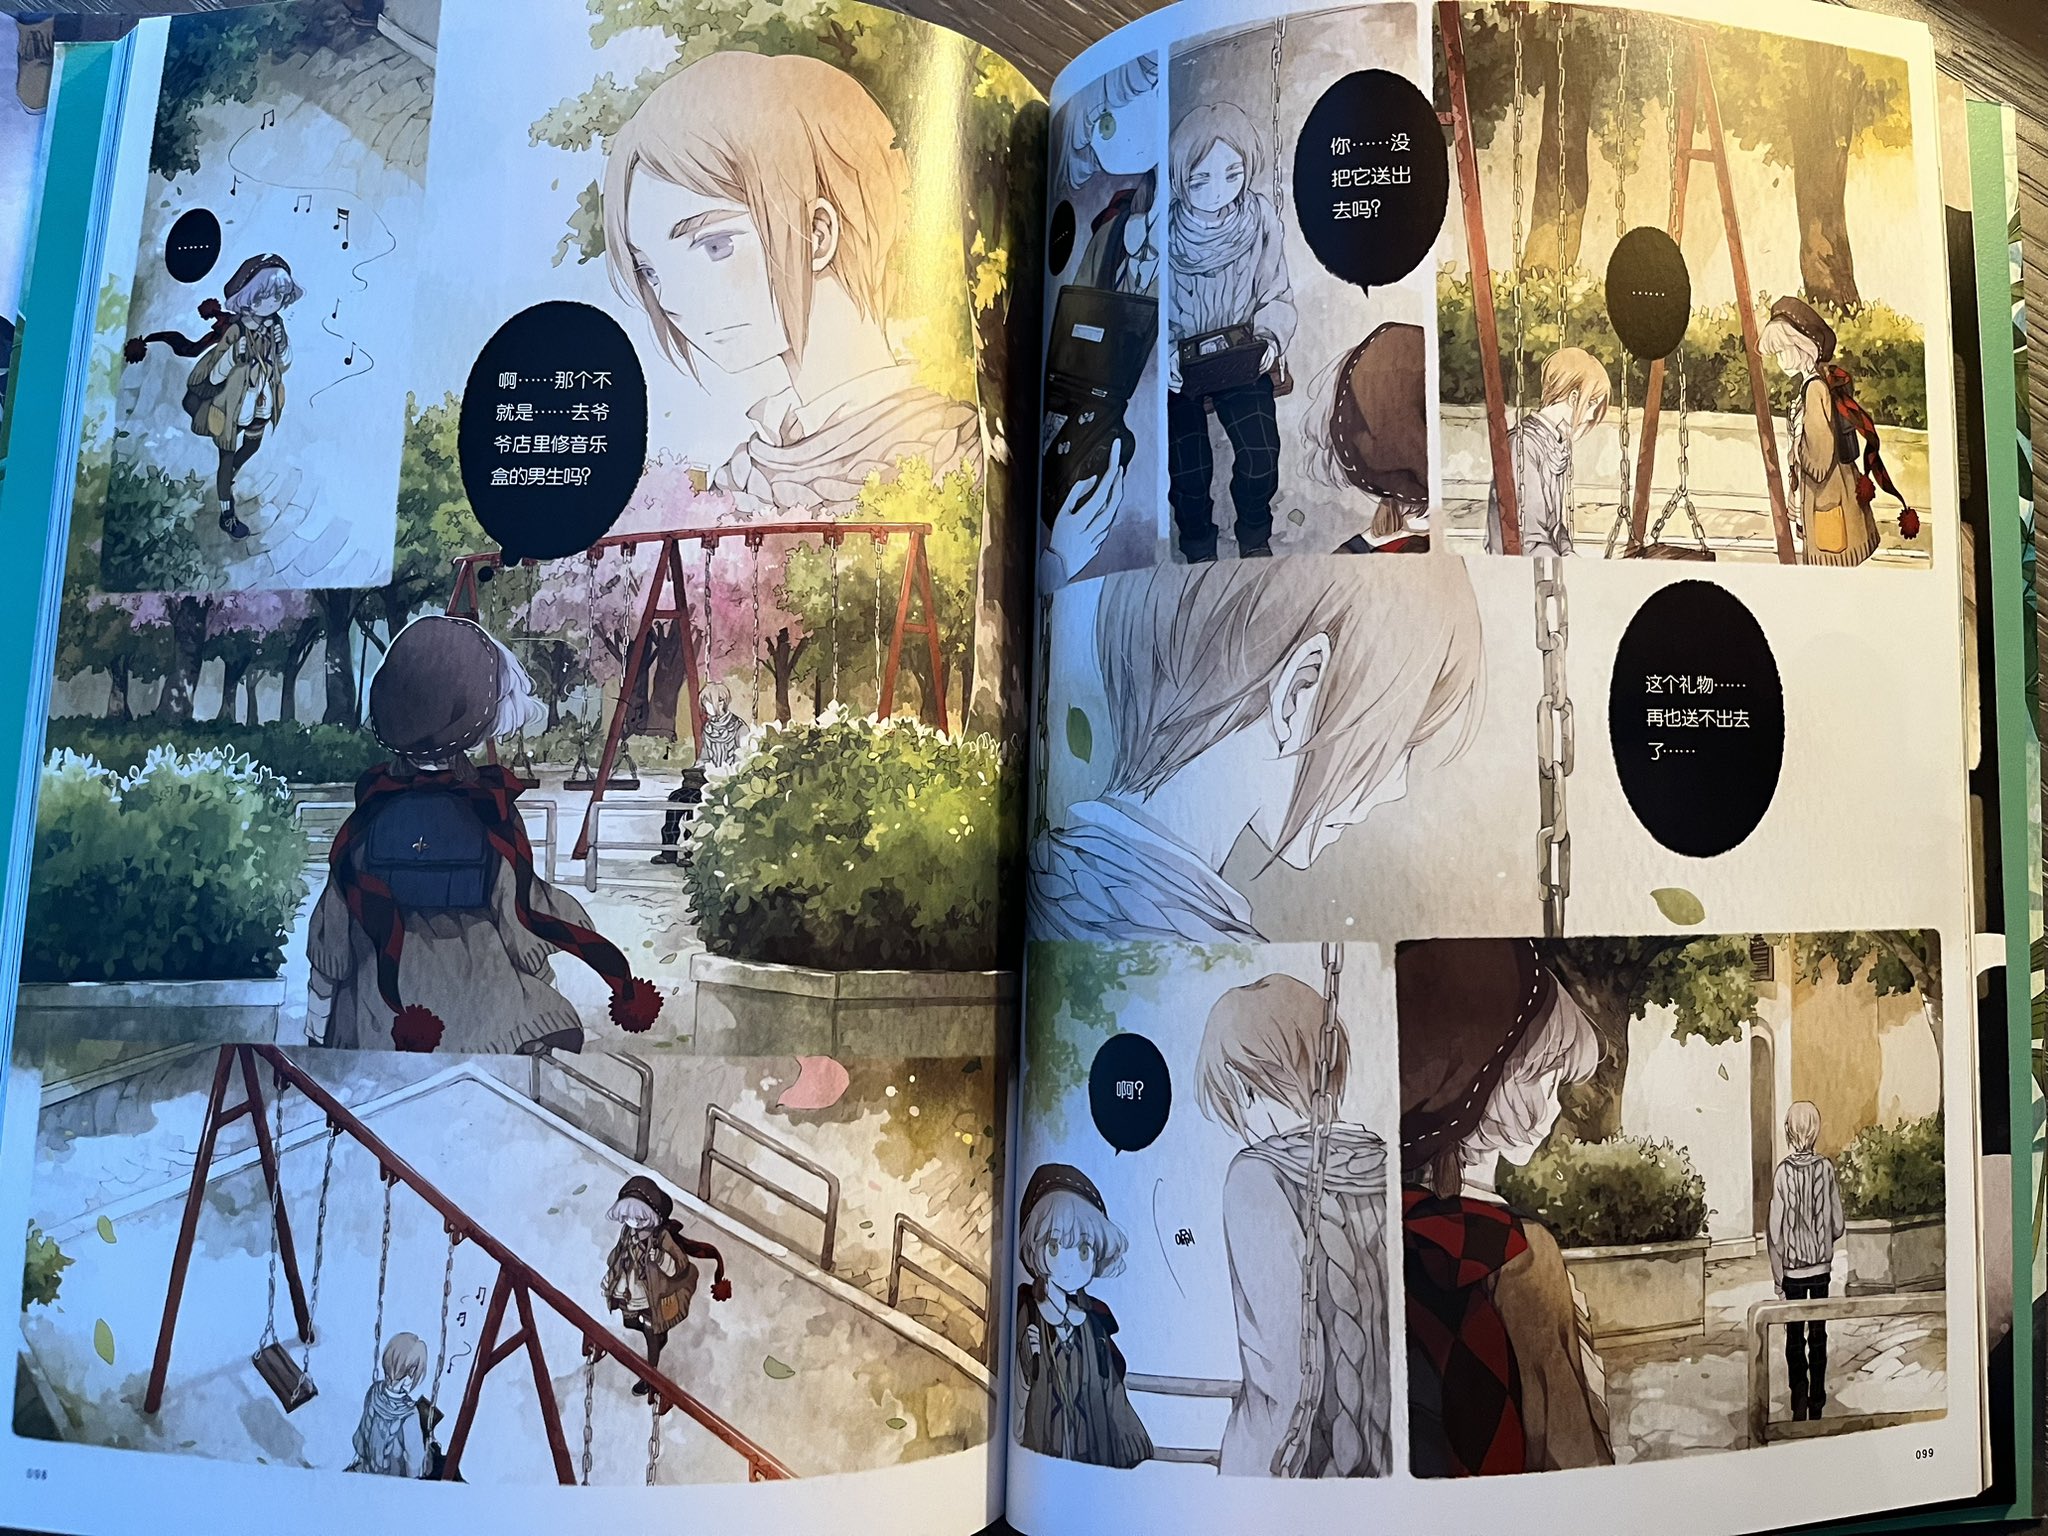 ……
啊……那个不
就是……去爷
爷店里修音乐
盒的男生吗?
098
……
你……没
把它送出
去吗?
……
这个礼物……
再也送不出去
了……
啊?
唰
099